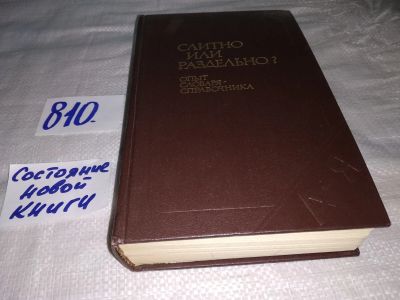 СЛИТНО
ИЛИ
РАЗДЕЛЬНО?
ОПЫТ
СЛОВАРЯ-
СПРАВОЧНИКА
810.
Состояние
новой
книги